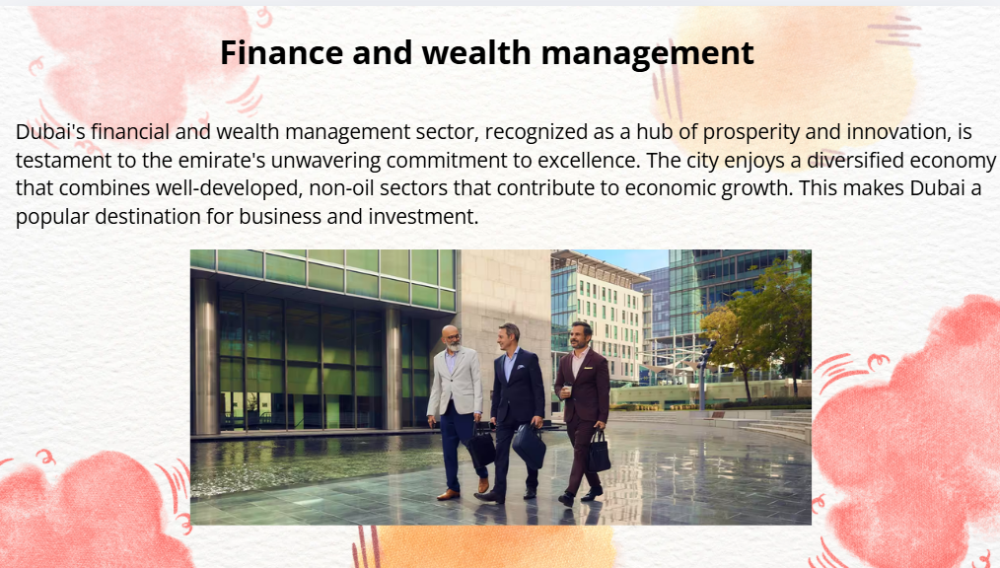 Finance and wealth management
Dubai's financial and wealth management sector, recognized as a hub of prosperity and innovation, is
testament to the emirate's unwavering commitment to excellence. The city enjoys a diversified economy
that combines well-developed, non-oil sectors that contribute to economic growth. This makes Dubai a
popular destination for business and investment.